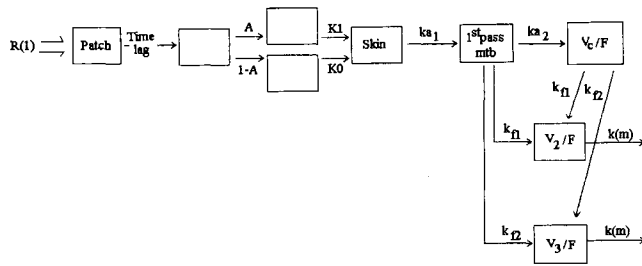 R(1)
Patch
Time
lag
A
1-A
K1
K0
Skin
ka1
1st pass
mtb
ka2
Vc/F
kf1
kf2
kf1
V2/F
k(m)
kf2
V3/F
k(m)